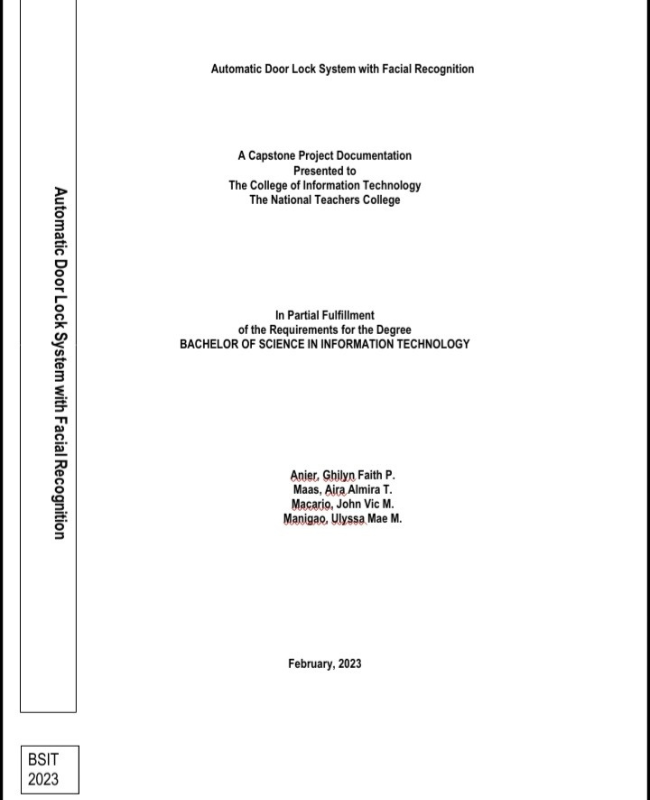 Automatic Door Lock System with Facial Recognition
A Capstone Project Documentation
Presented to
The College of Information Technology
The National Teachers College
In Partial Fulfillment
of the Requirements for the Degree
BACHELOR OF SCIENCE IN INFORMATION TECHNOLOGY
Anier, Ghilyn Faith P.
Maas, Aira Almira T.
Macario, John Vic M.
Manigao, Ulyssa Mae M.
February, 2023
Automatic Door Lock System with Facial Recognition
BSIT
2023